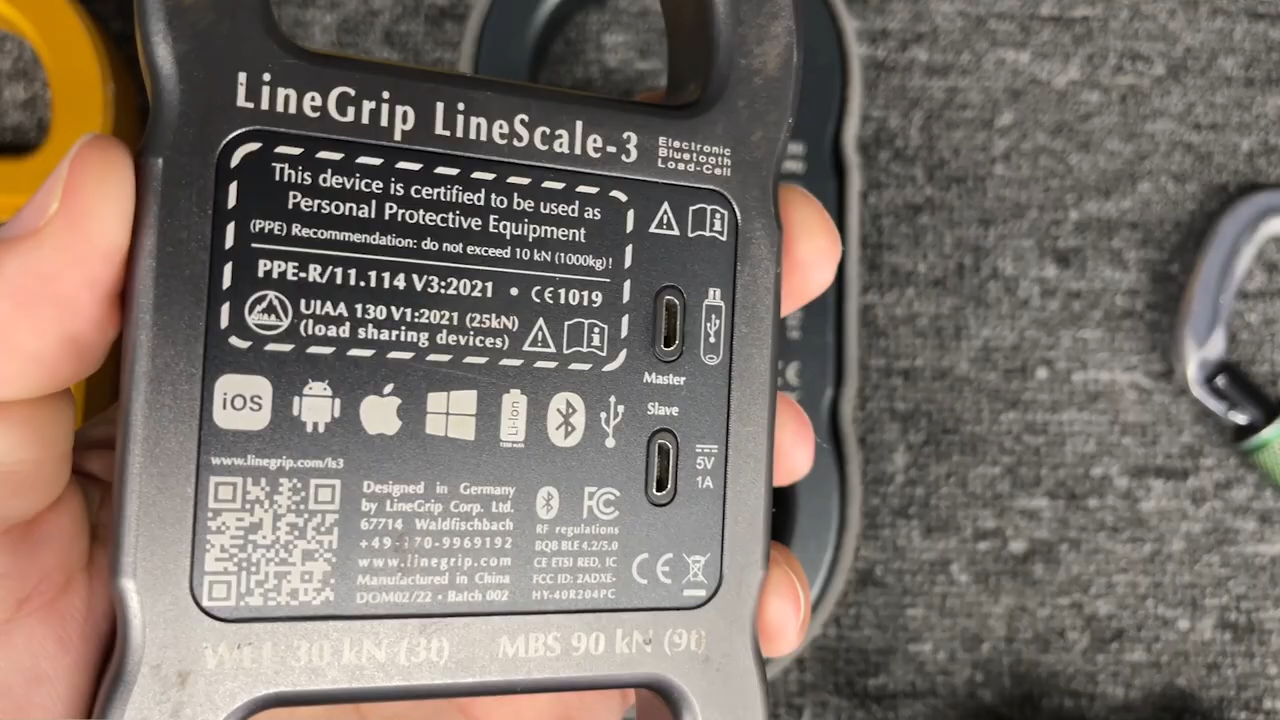 LineGrip LineScale-3
Electronic
Bluetooth
Load-Cell
This device is certified to be used as
Personal Protective Equipment
(PPE) Recommendation: do not exceed 10 kN (1000kg)!
PPE-R/11.114 V3:2021 • CE1019
UIAA
UIAA 130 V1:2021 (25kN)
(load sharing devices)
Master
Slave
5V
1A
iOS
Li-Ion
www.linegrip.com/ls3
Designed in Germany
by LineGrip Corp. Ltd.
67714 Waldfischbach
+49-170-9969192
www.linegrip.com
Manufactured in China
DOM02/22 • Batch 002
FC
RF regulations
BQB BLE 4.2/5.0
CE ETSI RED, IC
FCC ID: 2ADXE-
HY-40R204PC
CE
WLL 30 kN (3t) MBS 90 kN (9t)